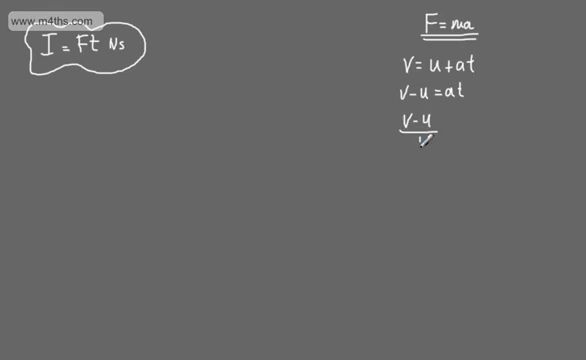 www.m4ths.com
I = Ft Ns
F = ma
v = u + at
v - u = at
v - u